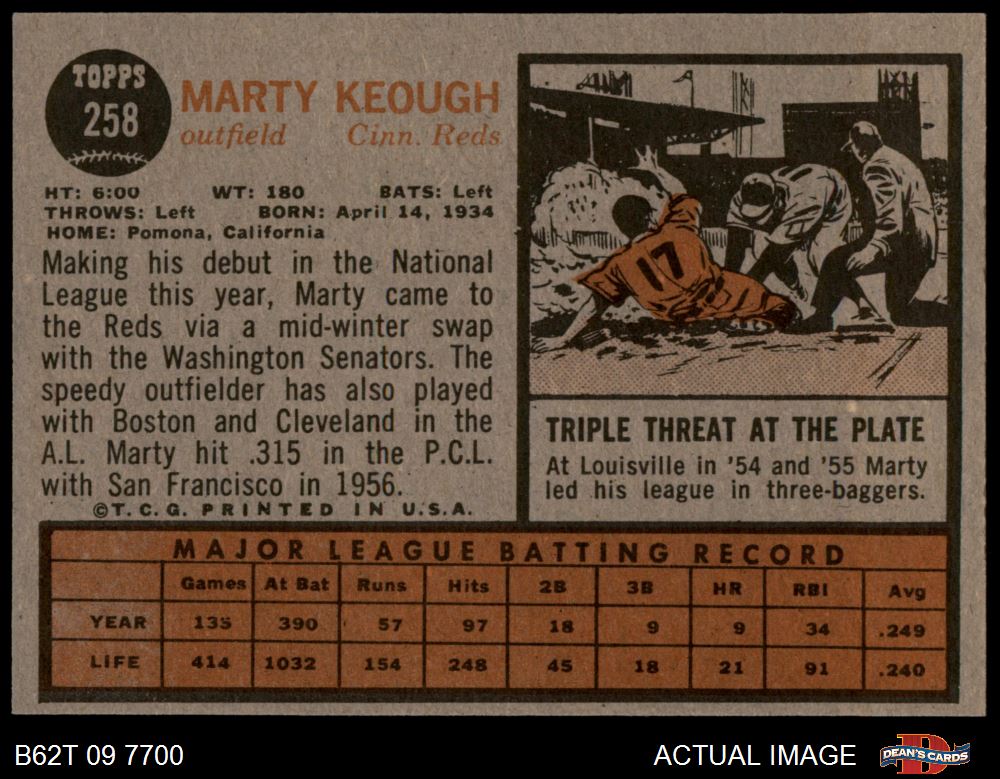 TOPPS
258
MARTY KEOUGH
outfield Cinn. Reds
HT: 6:00 WT: 180 BATS: Left
THROWS: Left BORN: April 14, 1934
HOME: Pomona, California
Making his debut in the National
League this year, Marty came to
the Reds via a mid-winter swap
with the Washington Senators. The
speedy outfielder has also played
with Boston and Cleveland in the
A.L. Marty hit .315 in the P.C.L.
with San Francisco in 1956.
©T.C.G. PRINTED IN U.S.A.
17
TRIPLE THREAT AT THE PLATE
At Louisville in '54 and '55 Marty
led his league in three-baggers.
MAJOR LEAGUE BATTING RECORD
Games At Bat Runs Hits 2B 3B HR RBI Avg
YEAR 135 390 57 97 18 9 9 34 .249
LIFE 414 1032 154 248 45 18 21 91 .240
B62T 09 7700 ACTUAL IMAGE
DEAN'S CARDS